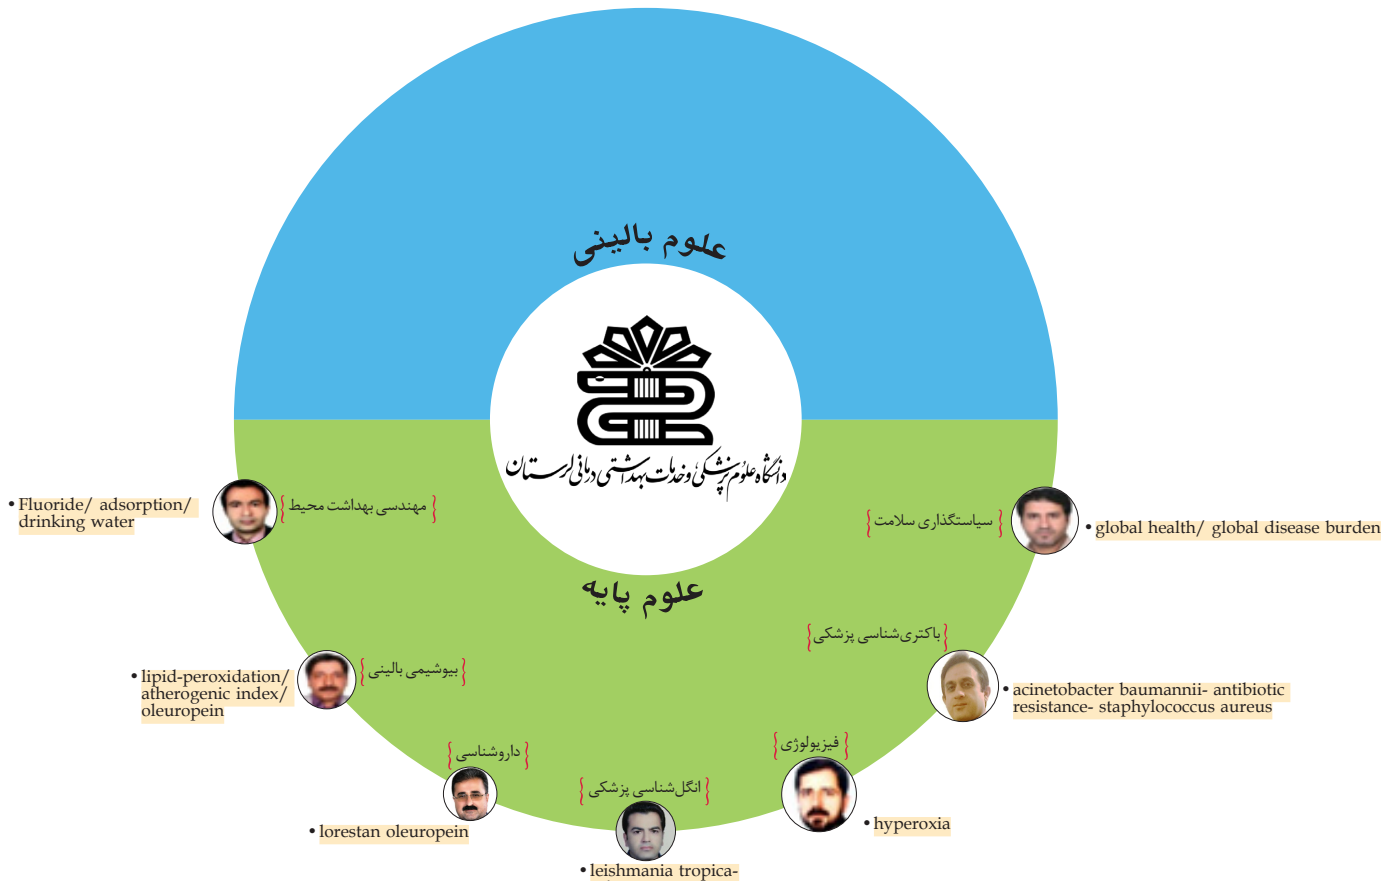 علوم بالینی
دانشگاه علوم پزشکی و خدمات بهداشتی درمانی لرستان
علوم پایه
{ مهندسی بهداشت محیط }
• Fluoride/ adsorption/
drinking water
{ سیاستگذاری سلامت }
• global health/ global disease burden
{ بیوشیمی بالینی }
• lipid-peroxidation/
atherogenic index/
oleuropein
{ باکتری‌شناسی پزشکی }
• acinetobacter baumannii- antibiotic
resistance- staphylococcus aureus
{ داروشناسی }
• lorestan oleuropein
{ انگل‌شناسی پزشکی }
• leishmania tropica-
{ فیزیولوژی }
• hyperoxia